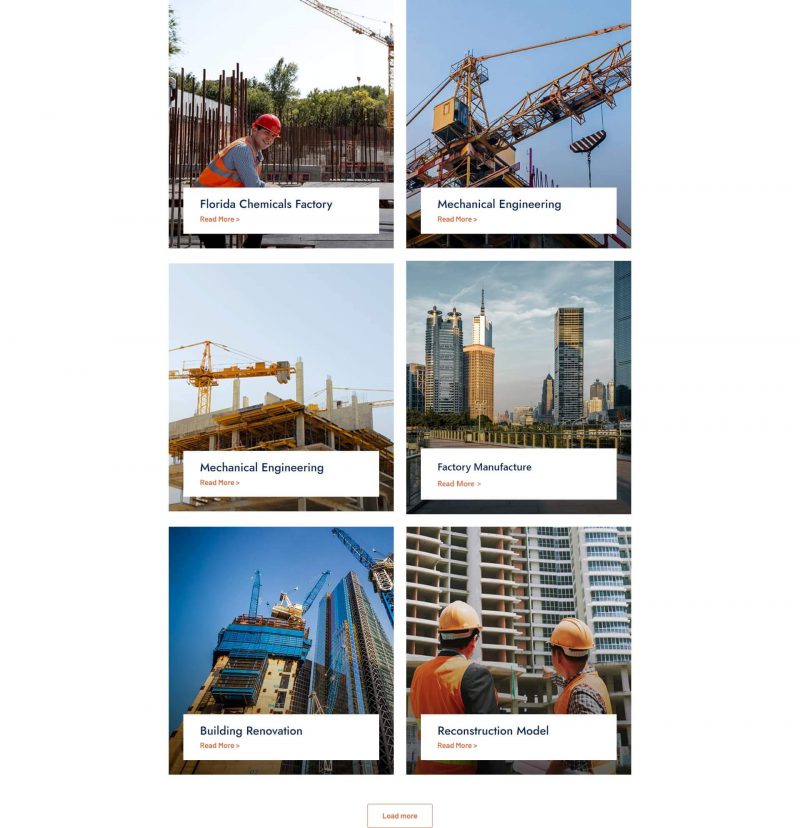 Florida Chemicals Factory
Read More >
Mechanical Engineering
Read More >
Mechanical Engineering
Read More >
Factory Manufacture
Read More >
Building Renovation
Read More >
Reconstruction Model
Read More >
Load more